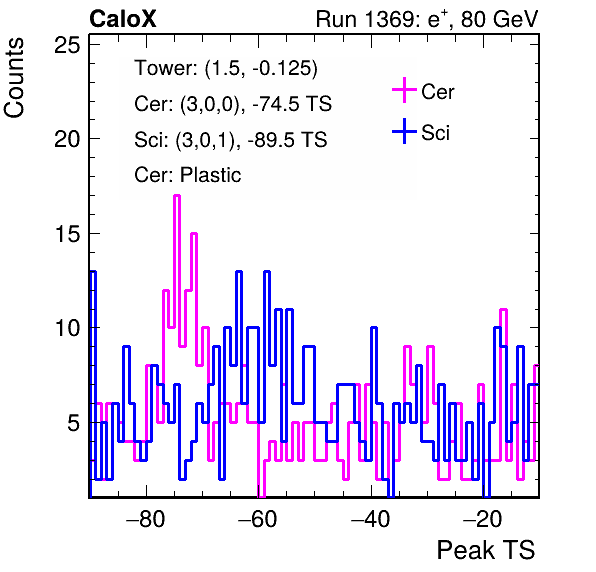 CaloX Run 1369: e⁺, 80 GeV
Counts
25
20
15
10
5
Tower: (1.5, -0.125)
Cer: (3,0,0), -74.5 TS
Sci: (3,0,1), -89.5 TS
Cer: Plastic
Cer
Sci
−80 −60 −40 −20
Peak TS